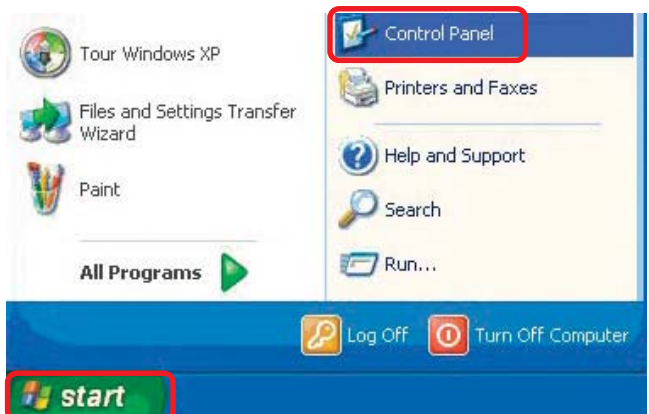 Tour Windows XP
Files and Settings Transfer
Wizard
Paint
All Programs
Control Panel
Printers and Faxes
Help and Support
Search
Run...
Log Off
Turn Off Computer
start